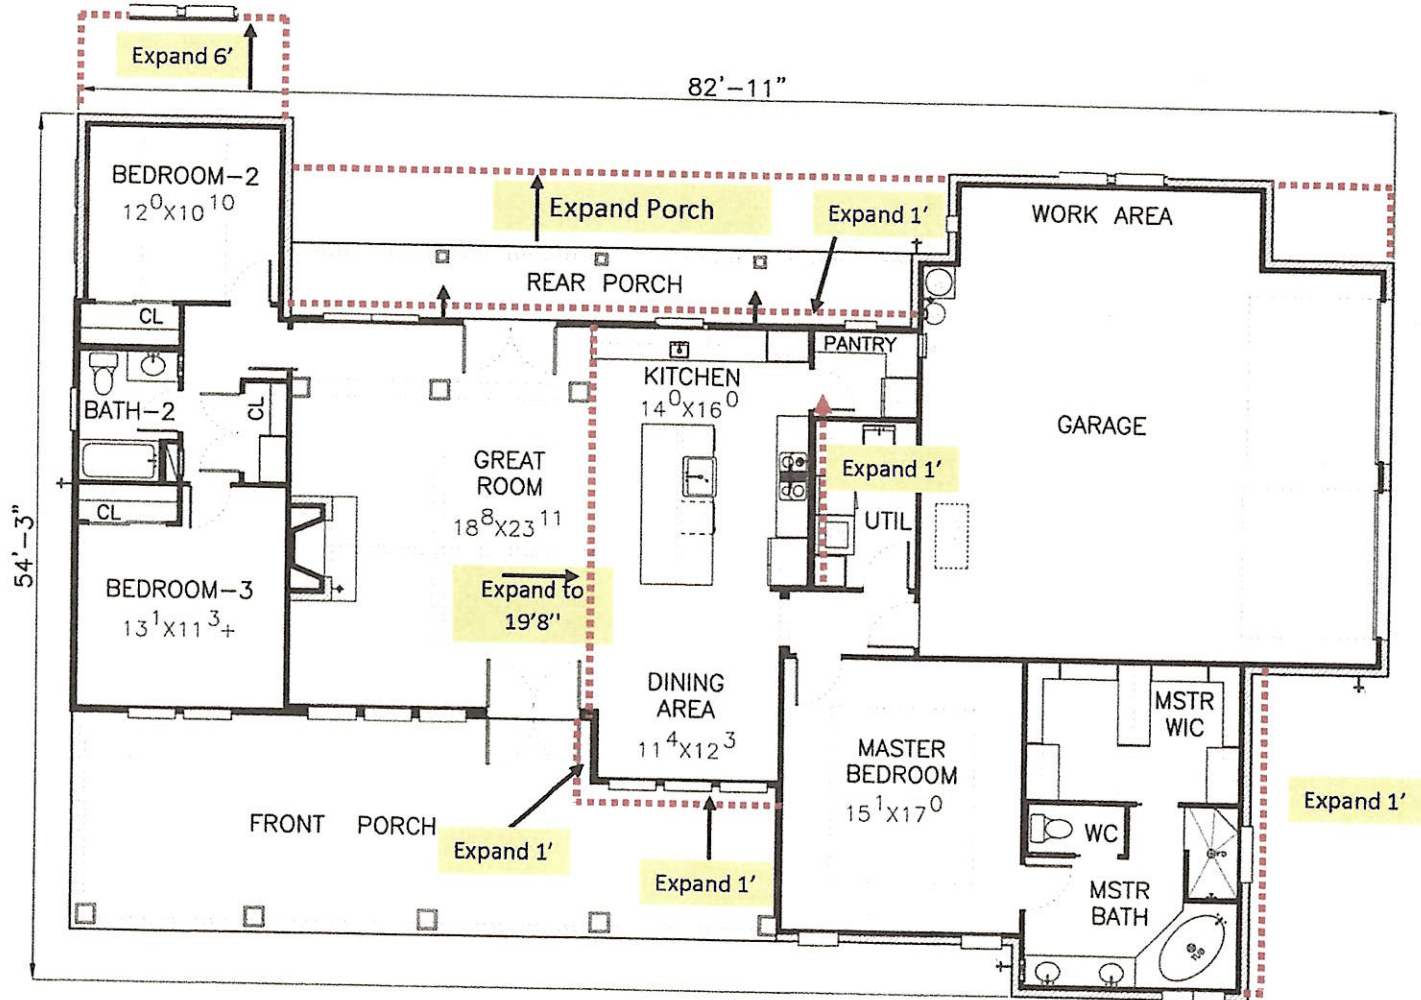 Expand 6’
82’-11”
BEDROOM-2
12⁰X10¹⁰
Expand Porch
Expand 1’
WORK AREA
REAR PORCH
CL
PANTRY
KITCHEN
14⁰X16⁰
BATH-2
CL
GARAGE
GREAT
ROOM
18⁸X23¹¹
Expand 1’
UTIL
CL
54’-3”
BEDROOM-3
13¹X11³+
Expand to
19’8’’
DINING
AREA
11⁴X12³
MSTR
WIC
MASTER
BEDROOM
15¹X17⁰
Expand 1’
FRONT PORCH
Expand 1’
WC
Expand 1’
MSTR
BATH